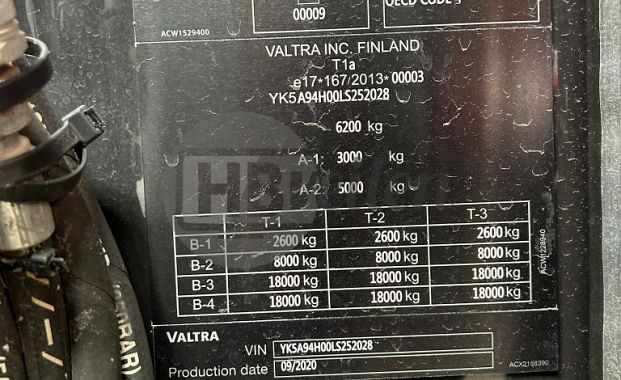 00009
OECD CODE
ACW1529400
VALTRA INC. FINLAND
T1a
e17*167/2013*00003
YK5A94H00LS252028
6200 kg
A-1: 3000 kg
A-2: 5000 kg
T-1 T-2 T-3
B-1 2600 kg 2600 kg 2600 kg
B-2 8000 kg 8000 kg 8000 kg
B-3 18000 kg 18000 kg 18000 kg
B-4 18000 kg 18000 kg 18000 kg
ACW1228940
VALTRA
VIN YK5A94H00LS252028
Production date 09/2020
ACX2168390